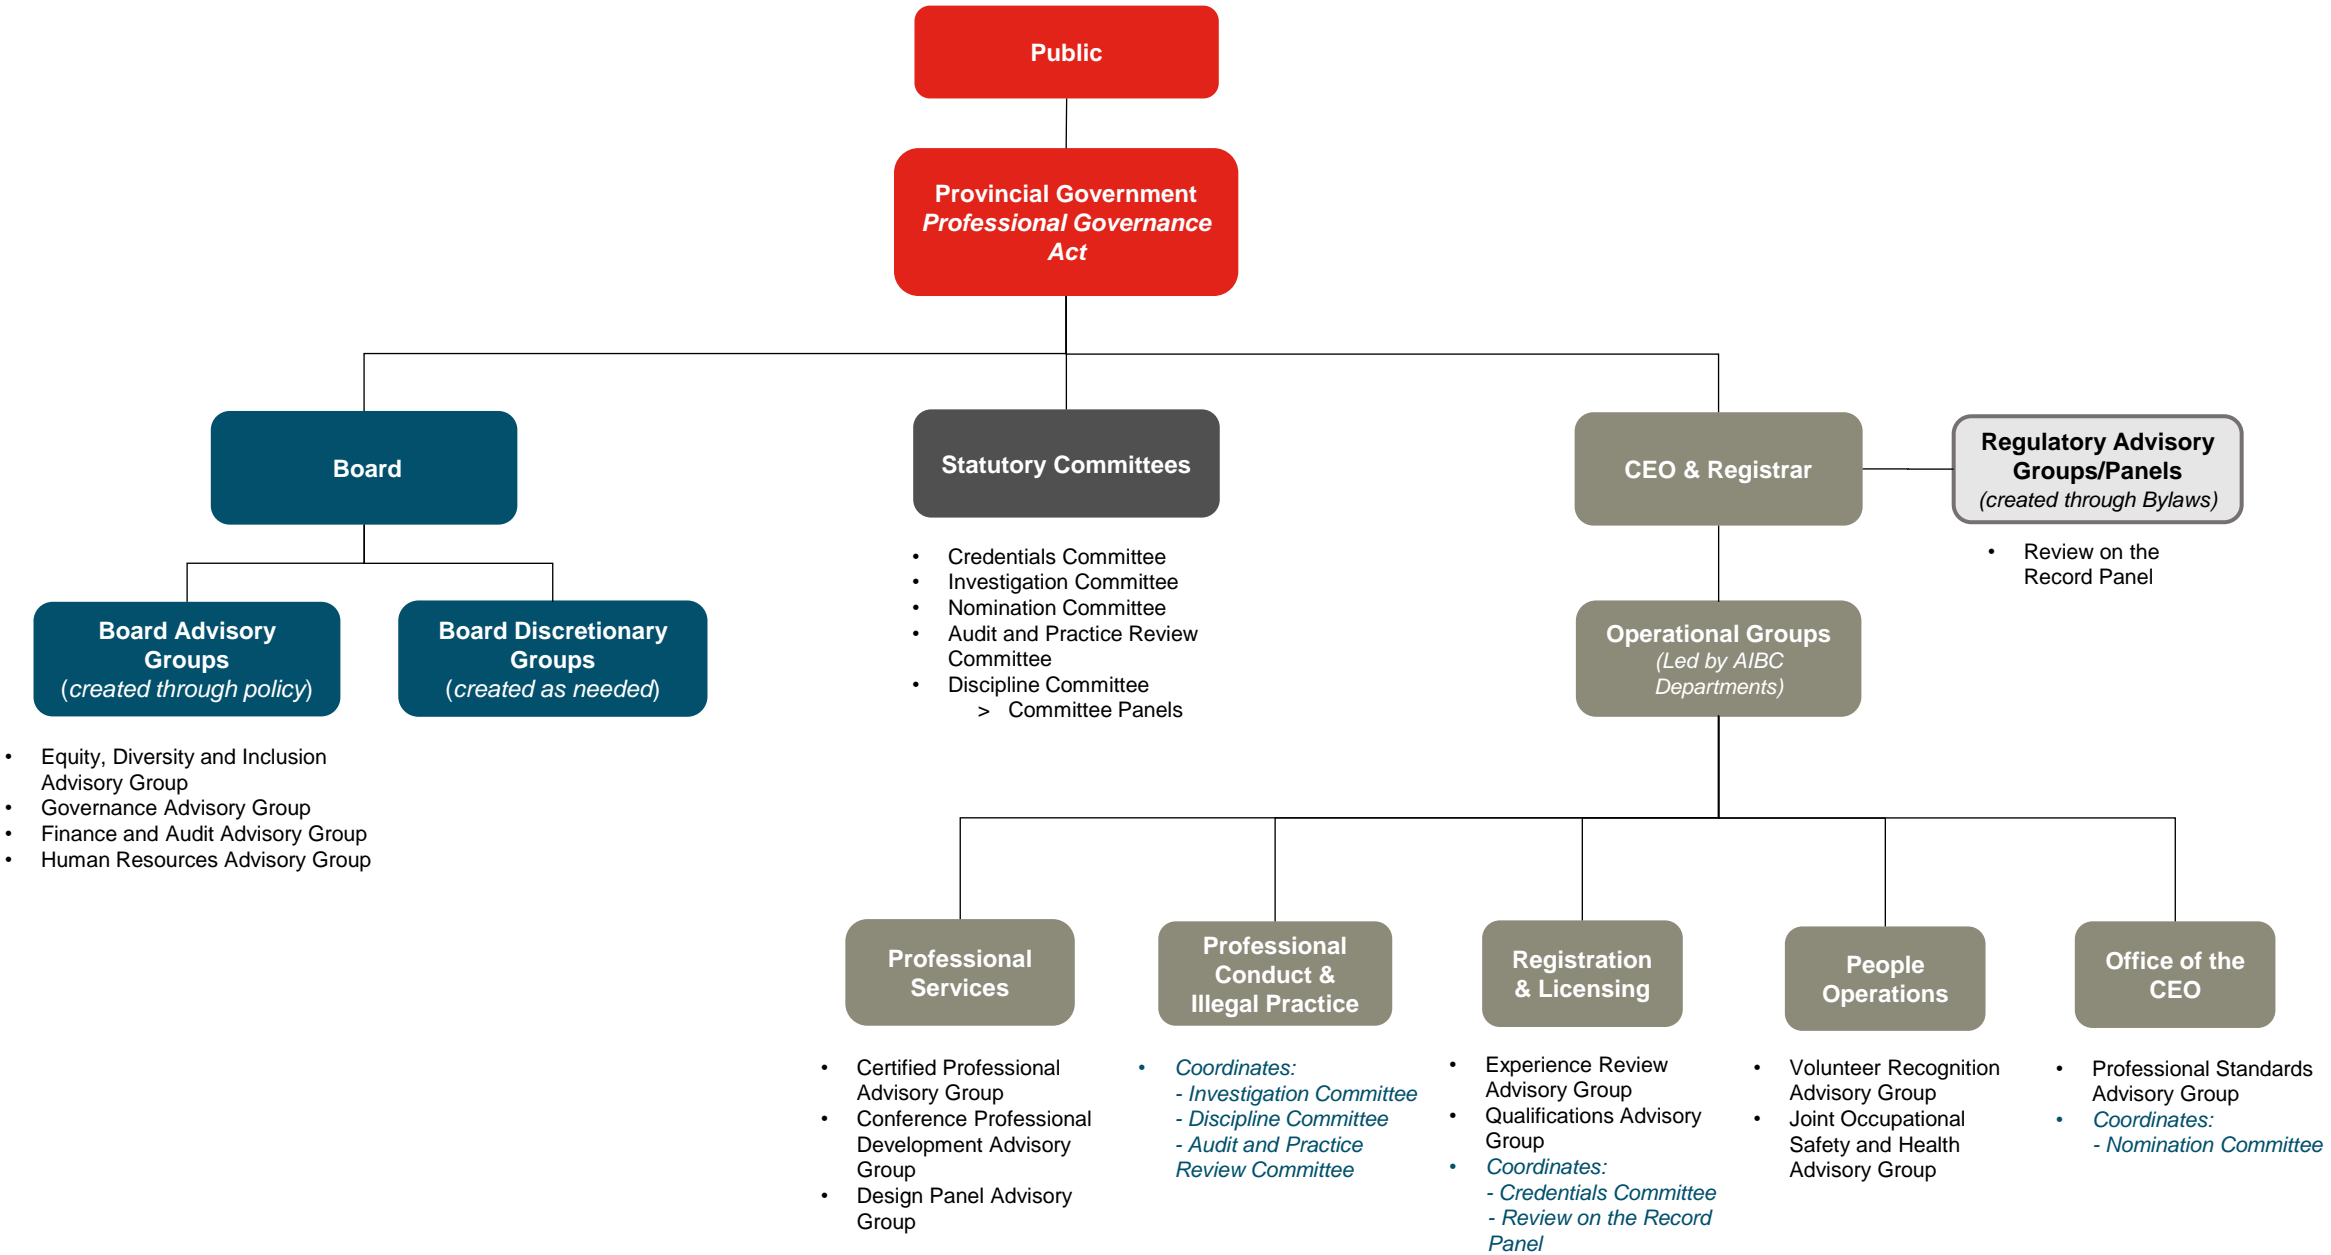 Public
Provincial Government
Professional Governance
Act
Board
Statutory Committees
CEO & Registrar
Regulatory Advisory
Groups/Panels
(created through Bylaws)
• Review on the
Record Panel
• Credentials Committee
• Investigation Committee
• Nomination Committee
• Audit and Practice Review
Committee
• Discipline Committee
> Committee Panels
Board Advisory
Groups
(created through policy)
Board Discretionary
Groups
(created as needed)
Operational Groups
(Led by AIBC
Departments)
• Equity, Diversity and Inclusion
Advisory Group
• Governance Advisory Group
• Finance and Audit Advisory Group
• Human Resources Advisory Group
Professional
Services
Professional
Conduct &
Illegal Practice
Registration
& Licensing
People
Operations
Office of the
CEO
• Certified Professional
Advisory Group
• Conference Professional
Development Advisory
Group
• Design Panel Advisory
Group
• Coordinates:
- Investigation Committee
- Discipline Committee
- Audit and Practice
Review Committee
• Experience Review
Advisory Group
• Qualifications Advisory
Group
• Coordinates:
- Credentials Committee
- Review on the Record
Panel
• Volunteer Recognition
Advisory Group
• Joint Occupational
Safety and Health
Advisory Group
• Professional Standards
Advisory Group
• Coordinates:
- Nomination Committee